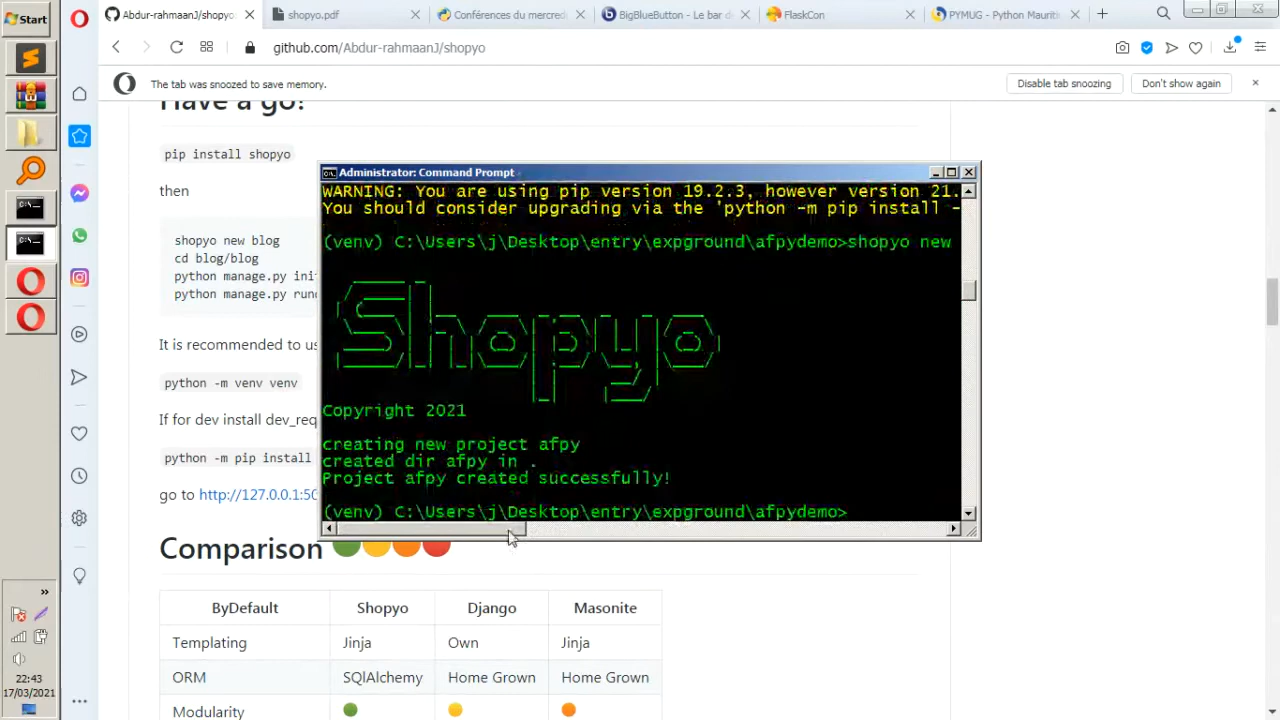 Start
Abdur-rahmaanJ/shopyo:
shopyo.pdf
Conférences du mercred
BigBlueButton - Le bar d
FlaskCon
PYMUG - Python Mauriti
github.com/Abdur-rahmaanJ/shopyo
The tab was snoozed to save memory.
Disable tab snoozing
Don't show again
Have a go!
pip install shopyo
then
shopyo new blog
cd blog/blog
python manage.py ini
python manage.py rund
It is recommended to us
python -m venv venv
If for dev install dev_req
python -m pip install
go to http://127.0.0.1:50
Administrator: Command Prompt
WARNING: You are using pip version 19.2.3, however version 21.
You should consider upgrading via the 'python -m pip install -
(venv) C:\Users\j\Desktop\entry\expground\afpydemo>shopyo new
Shopyo
Copyright 2021
creating new project afpy
created dir afpy in .
Project afpy created successfully!
(venv) C:\Users\j\Desktop\entry\expground\afpydemo>
Comparison
ByDefault Shopyo Django Masonite
Templating Jinja Own Jinja
ORM SQlAlchemy Home Grown Home Grown
Modularity
22:43
17/03/2021